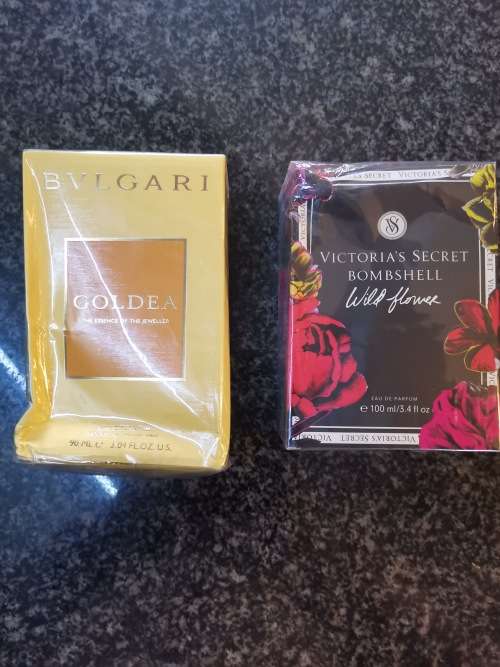 BVLGARI
GOLDEA
THE ESSENCE OF THE JEWELLER
90 ML ℮ 3.04 FL.OZ. U.S.
SECRET VICTORIA'S S
VS
VICTORIA'S SECRET
BOMBSHELL
Wild flower
EAU DE PARFUM
℮ 100 ml/3.4 fl oz
VICTORIA'S SECRET